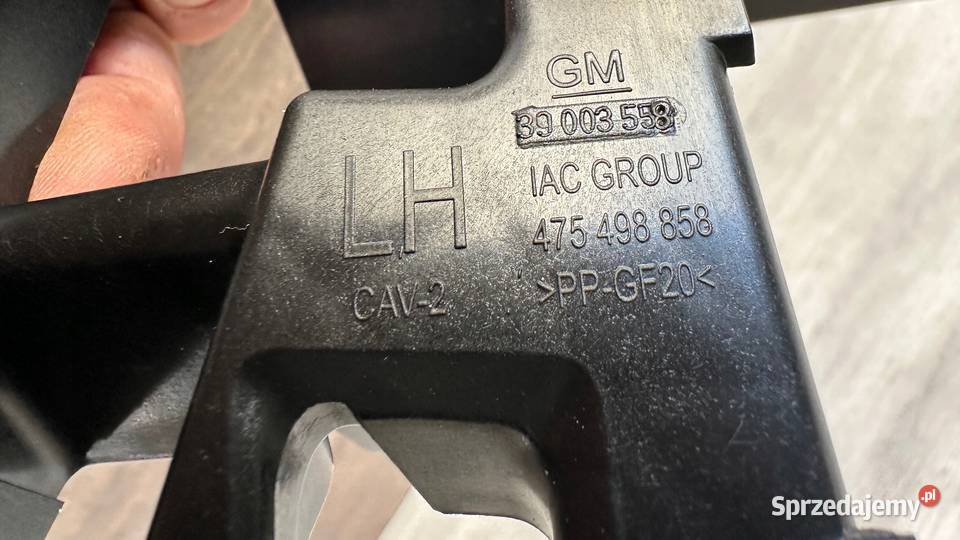 GM
39 003 558
IAC GROUP
LH
475 498 858
CAV-2
>PP-GF20<
Sprzedajemy.pl